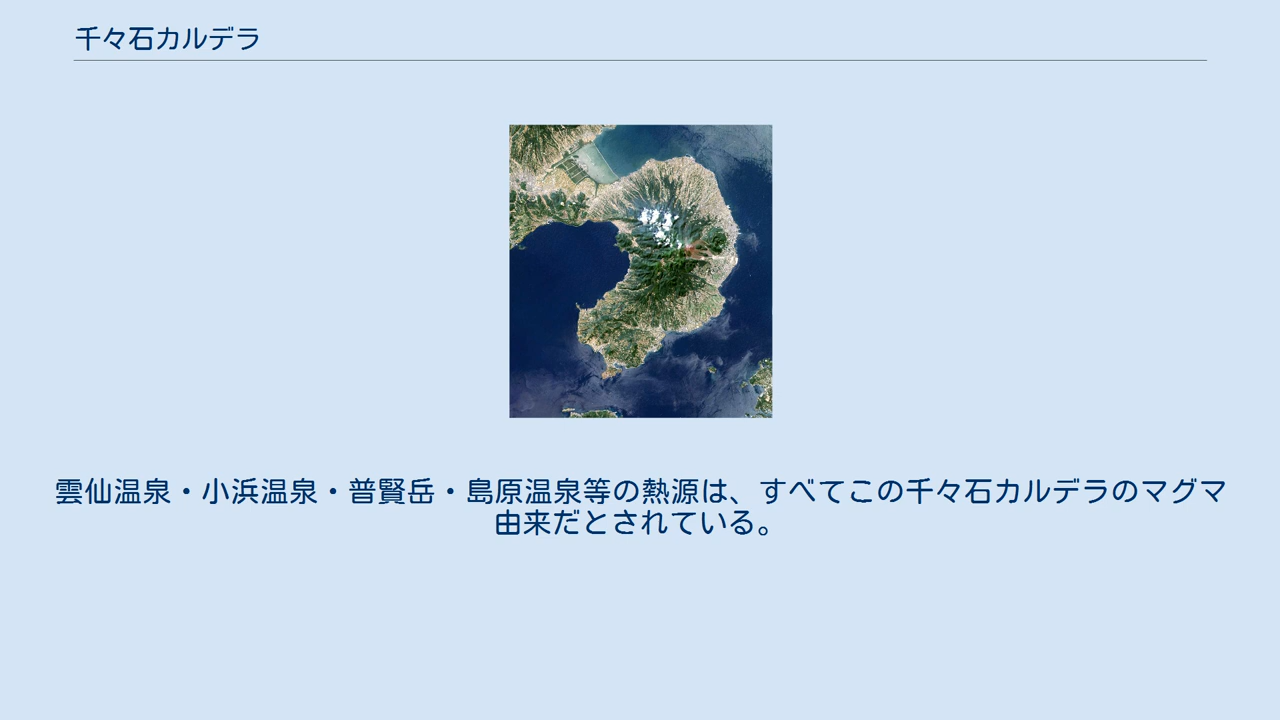 千々石カルデラ
雲仙温泉・小浜温泉・普賢岳・島原温泉等の熱源は、すべてこの千々石カルデラのマグマ
由来だとされている。